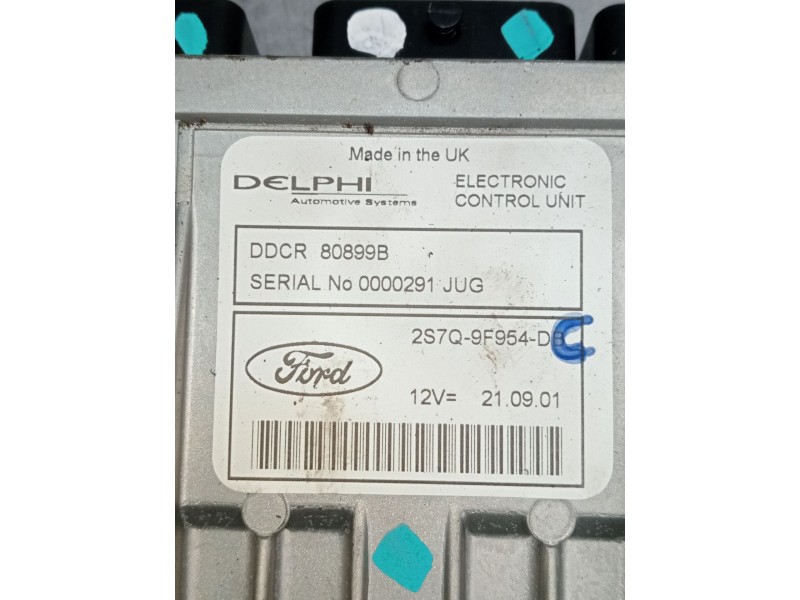 Made in the UK
DELPHI
Automotive Systems
ELECTRONIC
CONTROL UNIT
DDCR 80899B
SERIAL No 0000291 JUG
2S7Q-9F954-D
C
Ford
12V= 21.09.01